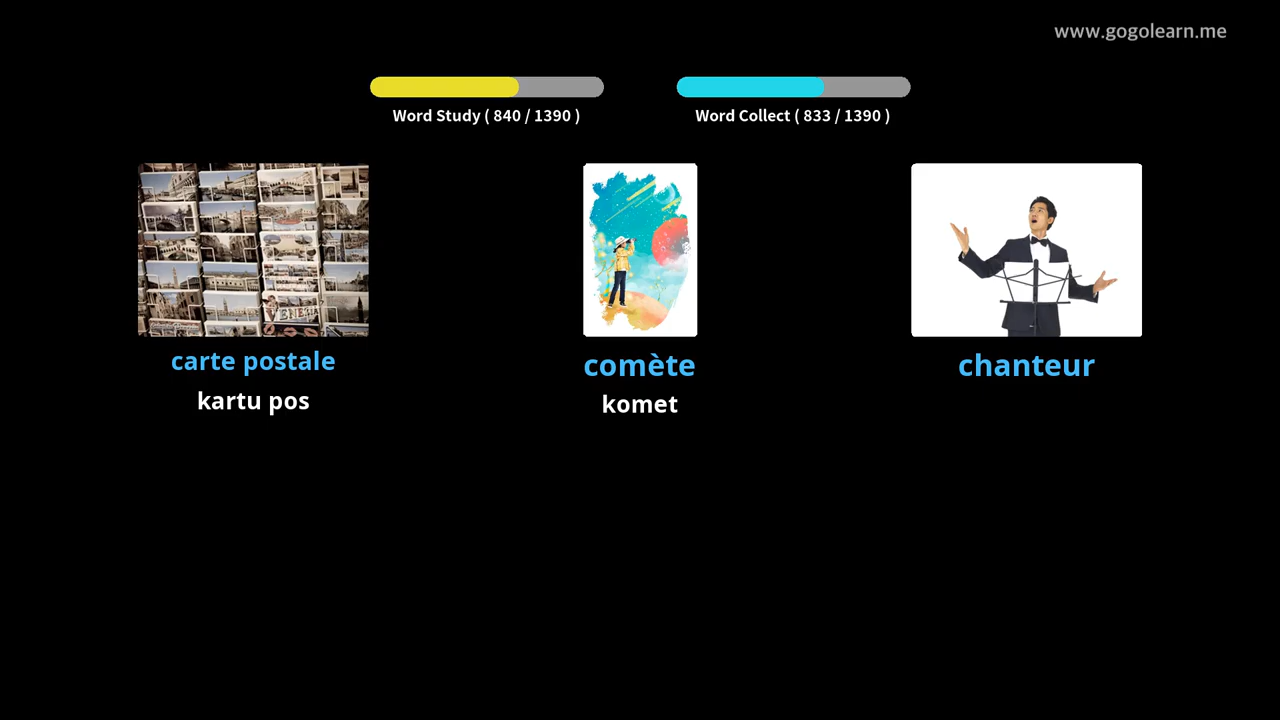 www.gogolearn.me
Word Study ( 840 / 1390 )
Word Collect ( 833 / 1390 )
carte postale
kartu pos
comète
komet
chanteur